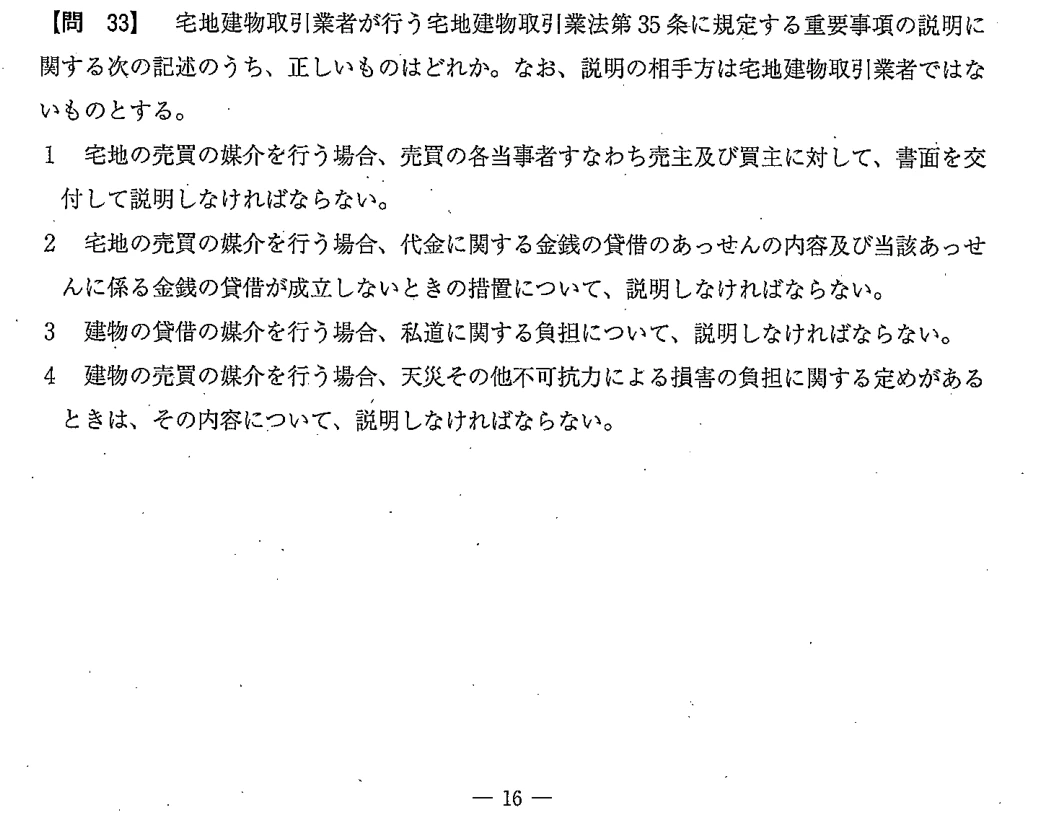 【問 33】 宅地建物取引業者が行う宅地建物取引業法第35条に規定する重要事項の説明に
関する次の記述のうち、正しいものはどれか。なお、説明の相手方は宅地建物取引業者ではな
いものとする。
1 宅地の売買の媒介を行う場合、売買の各当事者すなわち売主及び買主に対して、書面を交
付して説明しなければならない。
2 宅地の売買の媒介を行う場合、代金に関する金銭の貸借のあっせんの内容及び当該あっせ
んに係る金銭の貸借が成立しないときの措置について、説明しなければならない。
3 建物の貸借の媒介を行う場合、私道に関する負担について、説明しなければならない。
4 建物の売買の媒介を行う場合、天災その他不可抗力による損害の負担に関する定めがある
ときは、その内容について、説明しなければならない。
― 16 ―